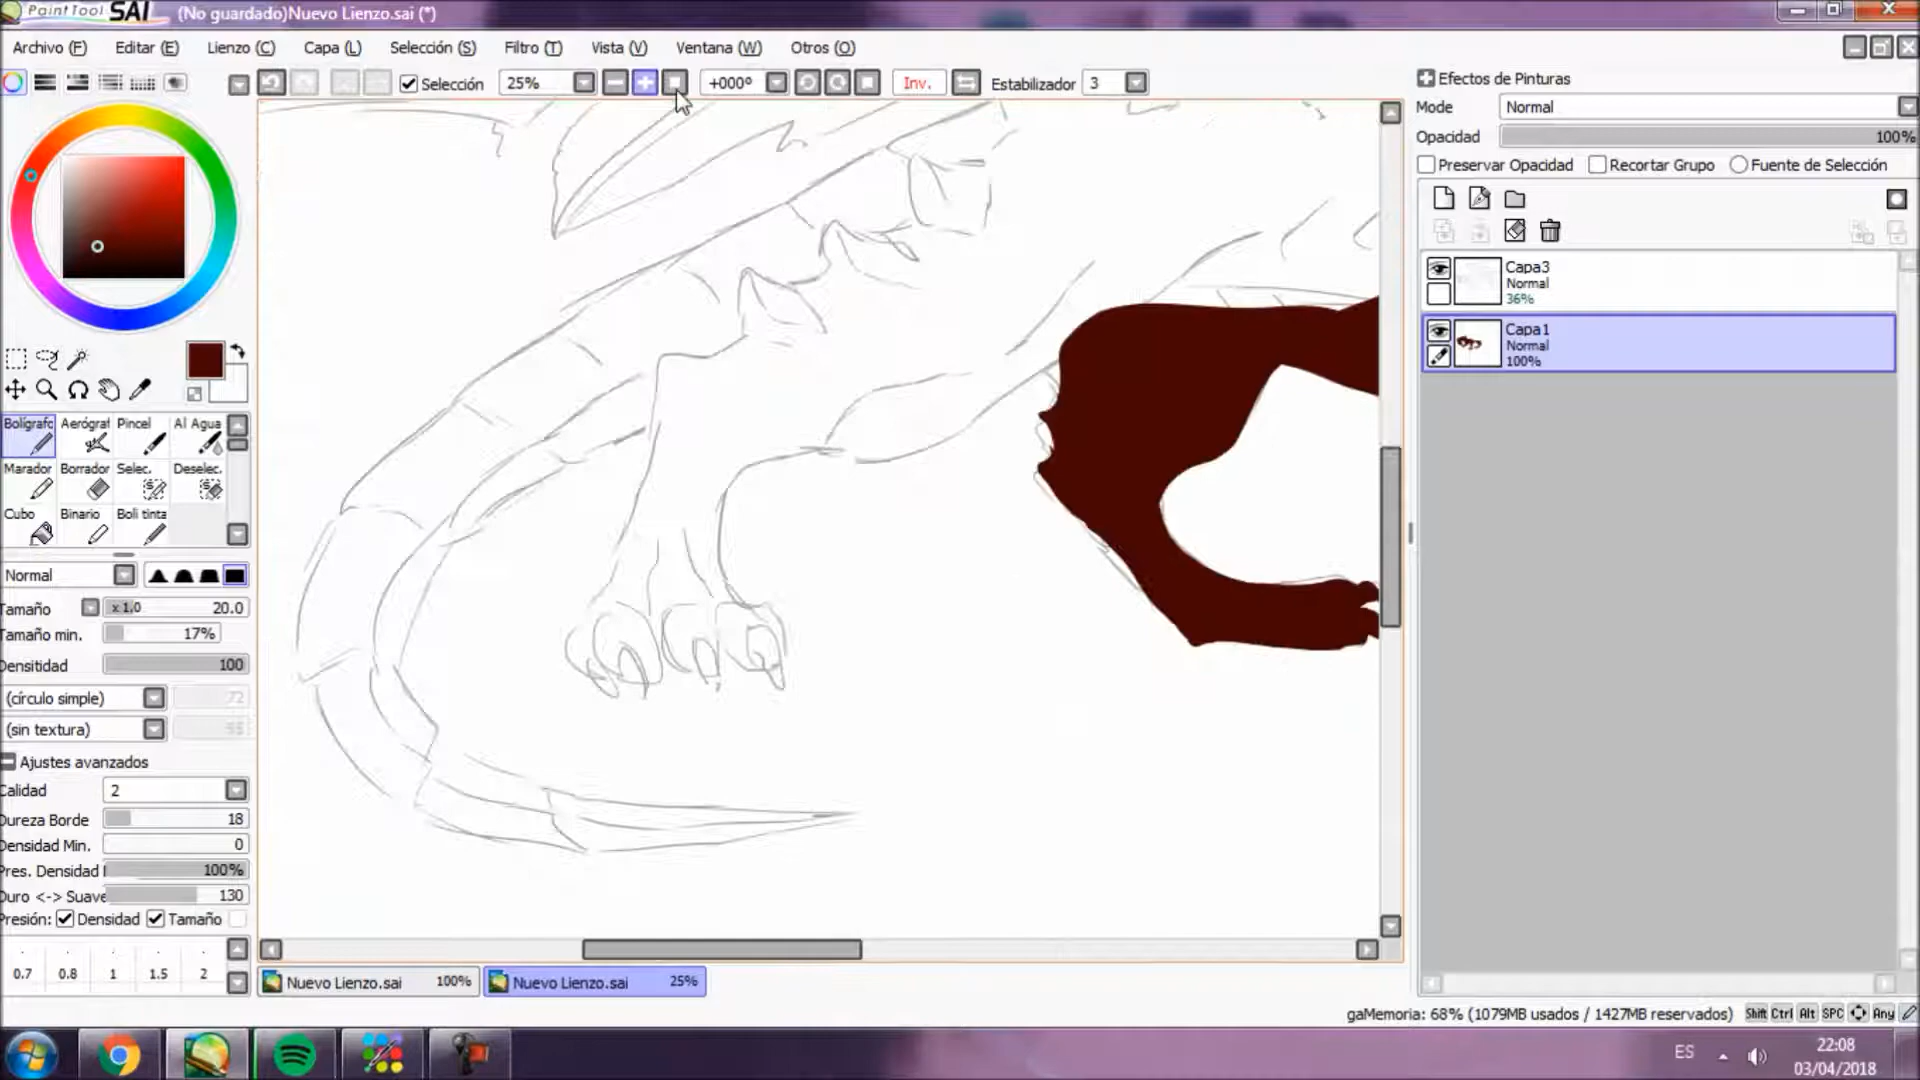 PaintTool SAI (No guardado)Nuevo Lienzo.sai (*)
Archivo (F) Editar (E) Lienzo (C) Capa (L) Selección (S) Filtro (T) Vista (V) Ventana (W) Otros (O)
Selección 25% +000º Inv. Estabilizador 3
Efectos de Pinturas
Mode Normal
Opacidad 100%
Preservar Opacidad Recortar Grupo Fuente de Selección
Capa3
Normal
36%
Capa1
Normal
100%
Bolígrafo Aerógraf Pincel Al Agua
Marador Borrador Selec. Deselec.
Cubo Binario Boli tinta
Normal
Tamaño x 1,0 20.0
Tamaño min. 17%
Densitidad 100
(círculo simple) 72
(sin textura) 95
Ajustes avanzados
Calidad 2
Dureza Borde 18
Densidad Min. 0
Pres. Densidad 100%
Duro <-> Suave 130
Presión: Densidad Tamaño
0.7 0.8 1 1.5 2
Nuevo Lienzo.sai 100% Nuevo Lienzo.sai 25%
gaMemoria: 68% (1079MB usados / 1427MB reservados) Shift Ctrl Alt SPC Any
ES 22:08
03/04/2018